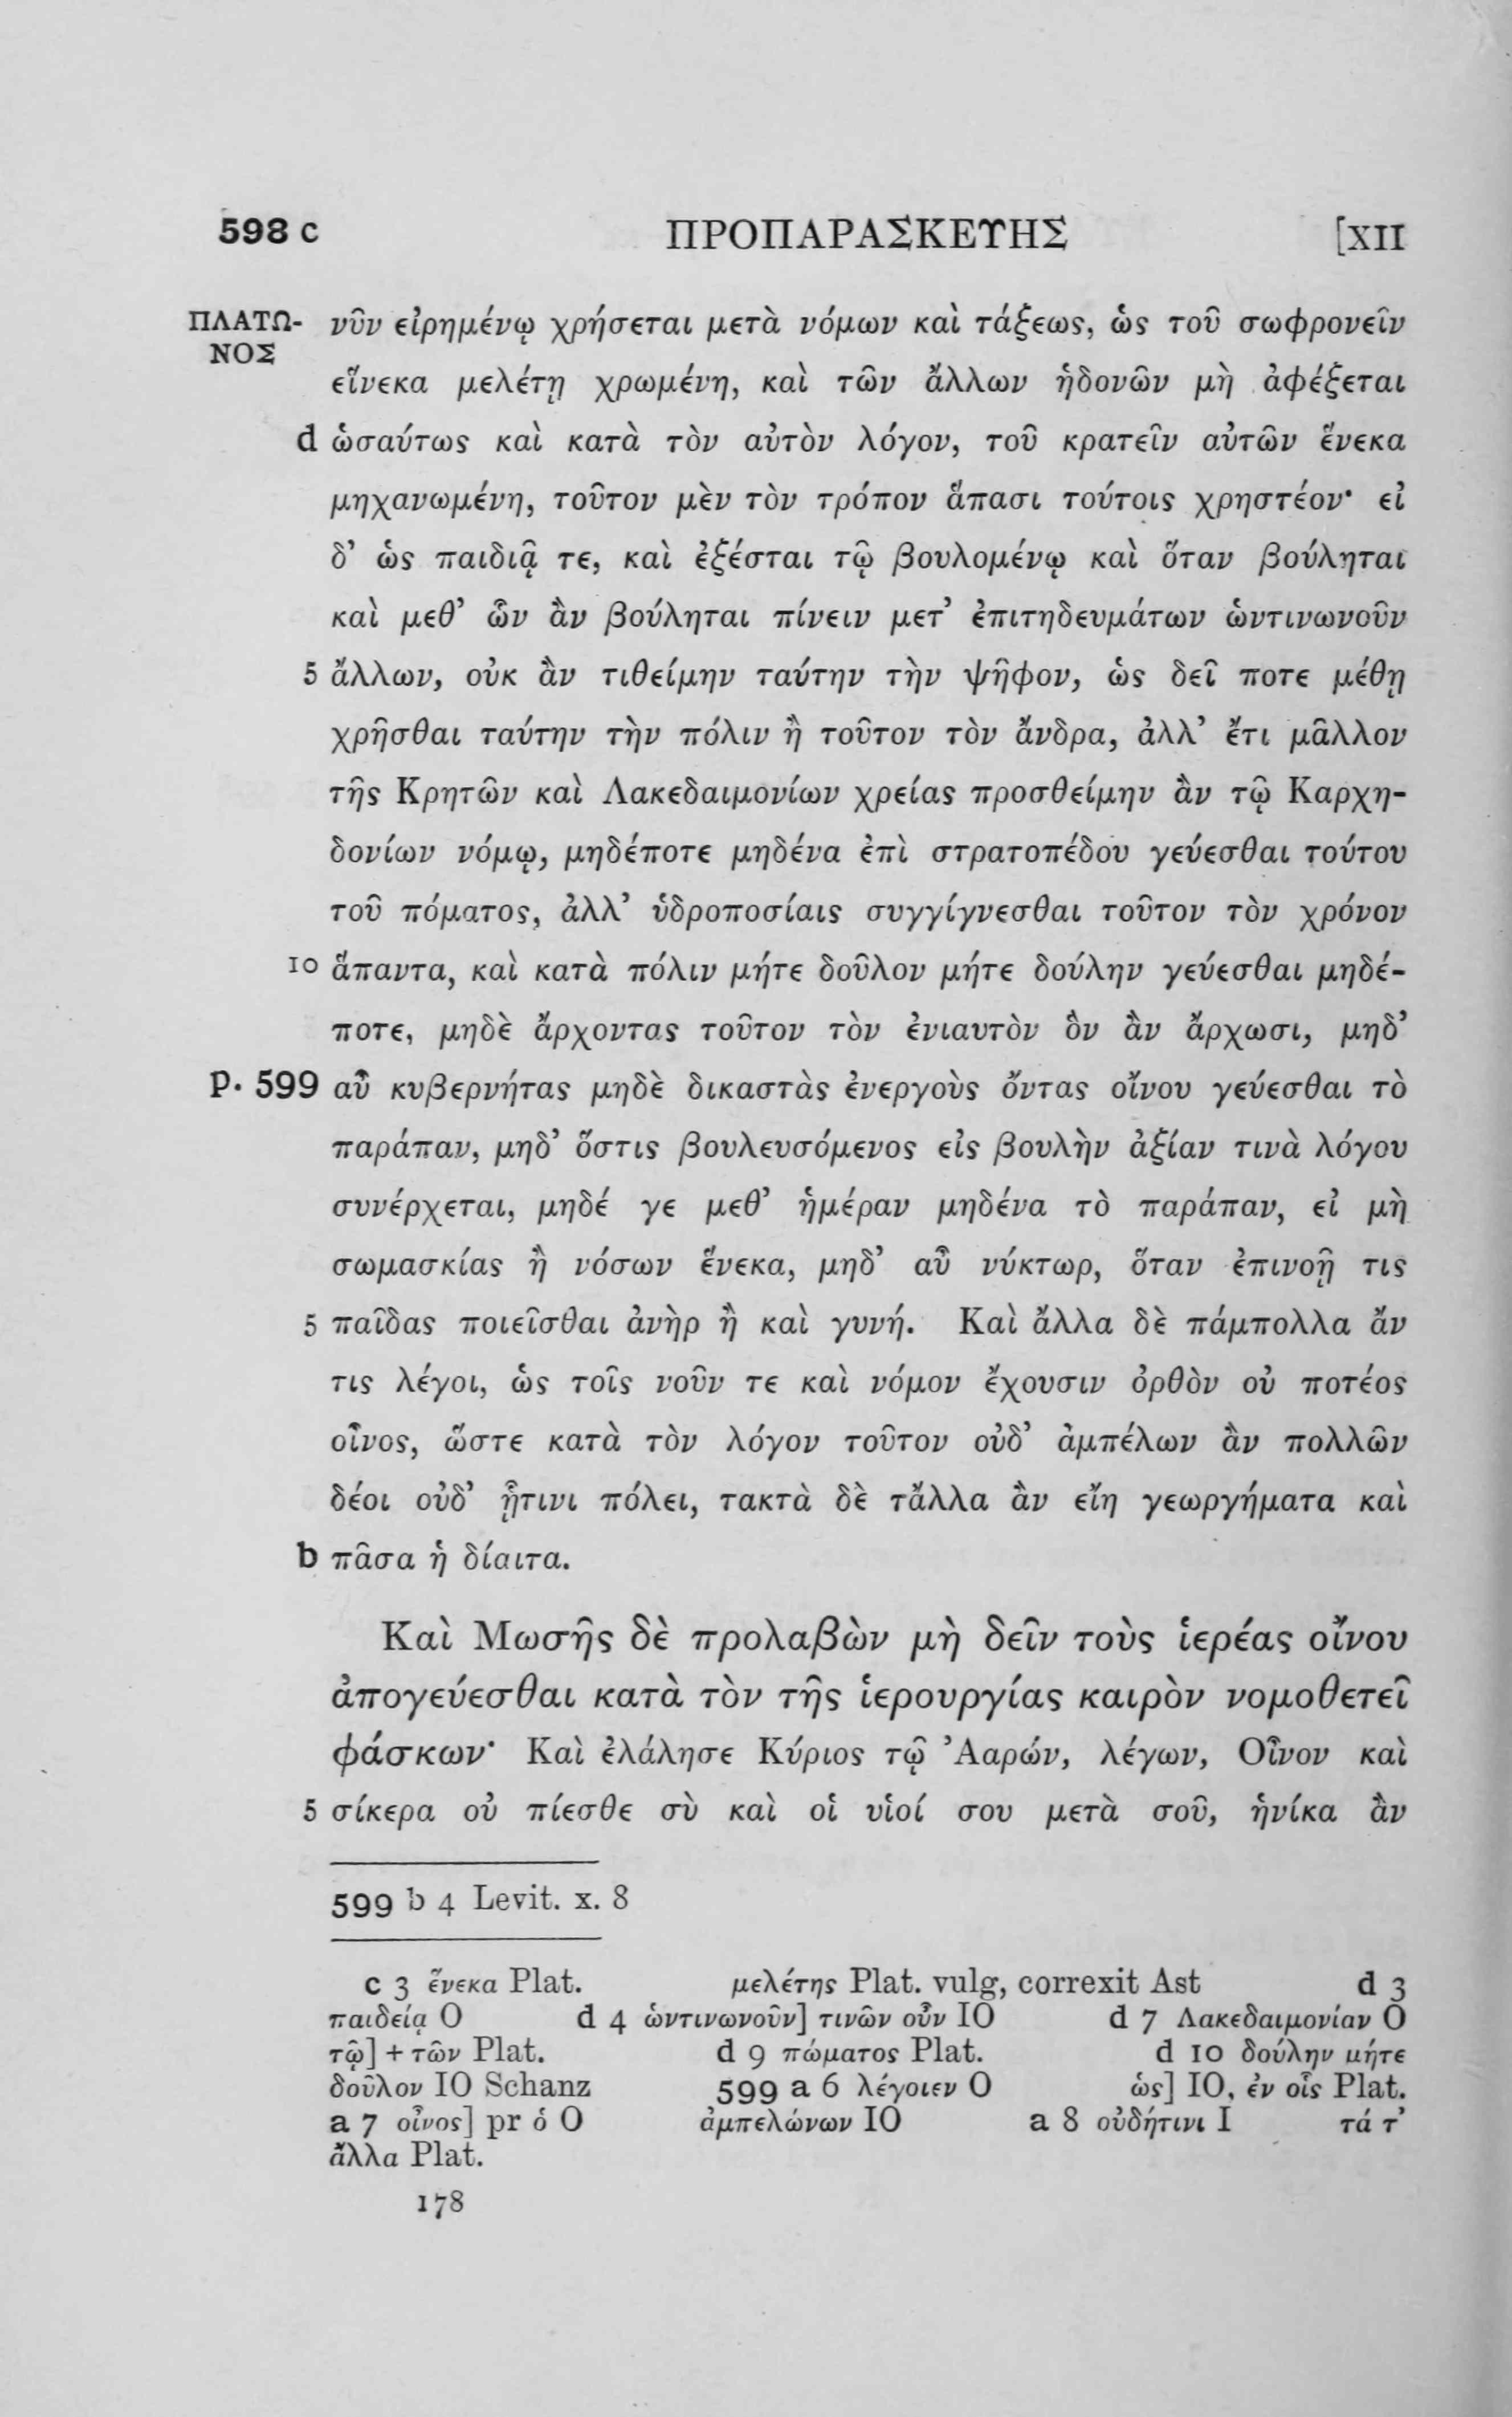 598 c ΠΡΟΠΑΡΑΣΚΕΥΗΣ [XII
ΠΛΑΤΩ- νῦν εἰρημένῳ χρήσεται μετὰ νόμων καὶ τάξεως, ὡς τοῦ σωφρονεῖν
ΝΟΣ
εἵνεκα μελέτῃ χρωμένη, καὶ τῶν ἄλλων ἡδονῶν μὴ ἀφέξεται
d ὡσαύτως καὶ κατὰ τὸν αὐτὸν λόγον, τοῦ κρατεῖν αὐτῶν ἕνεκα
μηχανωμένη, τοῦτον μὲν τὸν τρόπον ἅπασι τούτοις χρηστέον· εἰ
δ’ ὡς παιδιᾷ τε, καὶ ἐξέσται τῷ βουλομένῳ καὶ ὅταν βούληται
καὶ μεθ’ ὧν ἂν βούληται πίνειν μετ’ ἐπιτηδευμάτων ὡντινωνοῦν
5 ἄλλων, οὐκ ἂν τιθείμην ταύτην τὴν ψῆφον, ὡς δεῖ ποτε μέθῃ
χρῆσθαι ταύτην τὴν πόλιν ἢ τοῦτον τὸν ἄνδρα, ἀλλ’ ἔτι μᾶλλον
τῆς Κρητῶν καὶ Λακεδαιμονίων χρείας προσθείμην ἂν τῷ Καρχη-
δονίων νόμῳ, μηδέποτε μηδένα ἐπὶ στρατοπέδου γεύεσθαι τούτου
τοῦ πόματος, ἀλλ’ ὑδροποσίαις συγγίγνεσθαι τοῦτον τὸν χρόνον
10 ἅπαντα, καὶ κατὰ πόλιν μήτε δοῦλον μήτε δούλην γεύεσθαι μηδέ-
ποτε, μηδὲ ἄρχοντας τοῦτον τὸν ἐνιαυτὸν ὃν ἂν ἄρχωσι, μηδ’
p. 599 αὖ κυβερνήτας μηδὲ δικαστὰς ἐνεργοὺς ὄντας οἴνου γεύεσθαι τὸ
παράπαν, μηδ’ ὅστις βουλευσόμενος εἰς βουλὴν ἀξίαν τινὰ λόγου
συνέρχεται, μηδέ γε μεθ’ ἡμέραν μηδένα τὸ παράπαν, εἰ μὴ
σωμασκίας ἢ νόσων ἕνεκα, μηδ’ αὖ νύκτωρ, ὅταν ἐπινοῇ τις
5 παῖδας ποιεῖσθαι ἀνὴρ ἢ καὶ γυνή. Καὶ ἄλλα δὲ πάμπολλα ἄν
τις λέγοι, ὡς τοῖς νοῦν τε καὶ νόμον ἔχουσιν ὀρθὸν οὐ ποτέος
οἶνος, ὥστε κατὰ τὸν λόγον τοῦτον οὐδ’ ἀμπέλων ἂν πολλῶν
δέοι οὐδ’ ᾗτινι πόλει, τακτὰ δὲ τἄλλα ἂν εἴη γεωργήματα καὶ
b πᾶσα ἡ δίαιτα.
Καὶ Μωσῆς δὲ προλαβὼν μὴ δεῖν τοὺς ἱερέας οἴνου
ἀπογεύεσθαι κατὰ τὸν τῆς ἱερουργίας καιρὸν νομοθετεῖ
φάσκων· Καὶ ἐλάλησε Κύριος τῷ Ἀαρών, λέγων, Οἶνον καὶ
5 σίκερα οὐ πίεσθε σὺ καὶ οἱ υἱοί σου μετὰ σοῦ, ἡνίκα ἂν
599 b 4 Levit. x. 8
c 3 ἕνεκα Plat. μελέτης Plat. vulg, correxit Ast d 3
παιδείᾳ O d 4 ὡντινωνοῦν] τινῶν οὖν IO d 7 Λακεδαιμονίαν O
τῷ] + τῶν Plat. d 9 πώματος Plat. d 10 δούλην μήτε
δοῦλον IO Schanz 599 a 6 λέγοιεν O ὡς] IO, ἐν οἷς Plat.
a 7 οἶνος] pr ὁ O ἀμπελώνων IO a 8 οὐδήτινι I τά τ’
ἄλλα Plat.
178